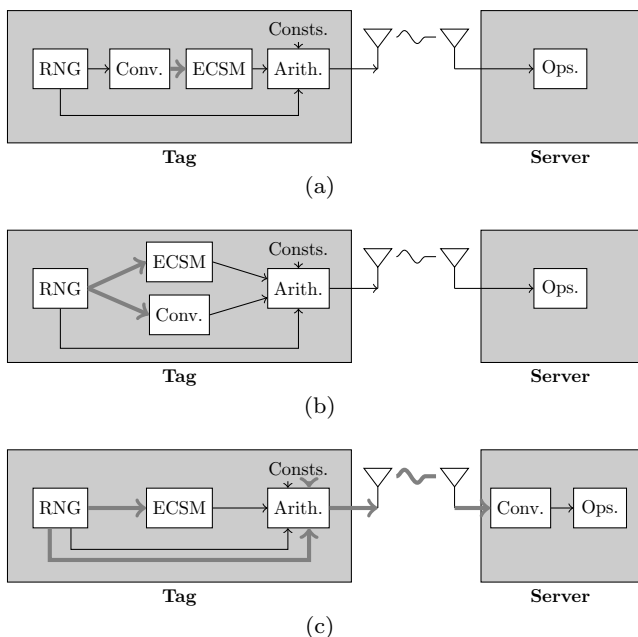 Consts.
RNG Conv. ECSM Arith. Ops.
Tag Server
(a)
Consts.
ECSM
RNG Arith. Ops.
Conv.
Tag Server
(b)
Consts.
RNG ECSM Arith. Conv. Ops.
Tag Server
(c)